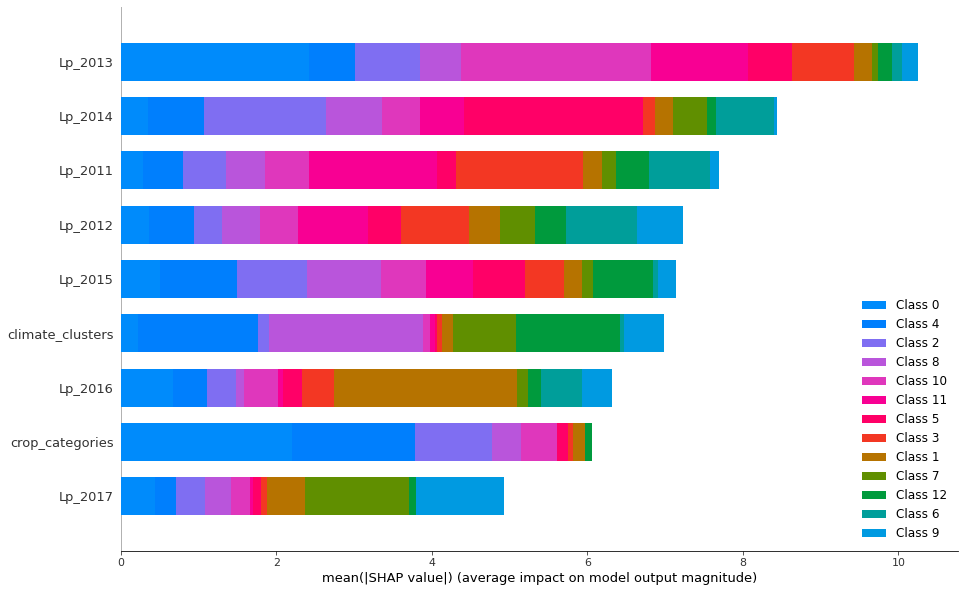 Lp_2013
Lp_2014
Lp_2011
Lp_2012
Lp_2015
climate_clusters
Lp_2016
crop_categories
Lp_2017
Class 0
Class 4
Class 2
Class 8
Class 10
Class 11
Class 5
Class 3
Class 1
Class 7
Class 12
Class 6
Class 9
0 2 4 6 8 10
mean(|SHAP value|) (average impact on model output magnitude)